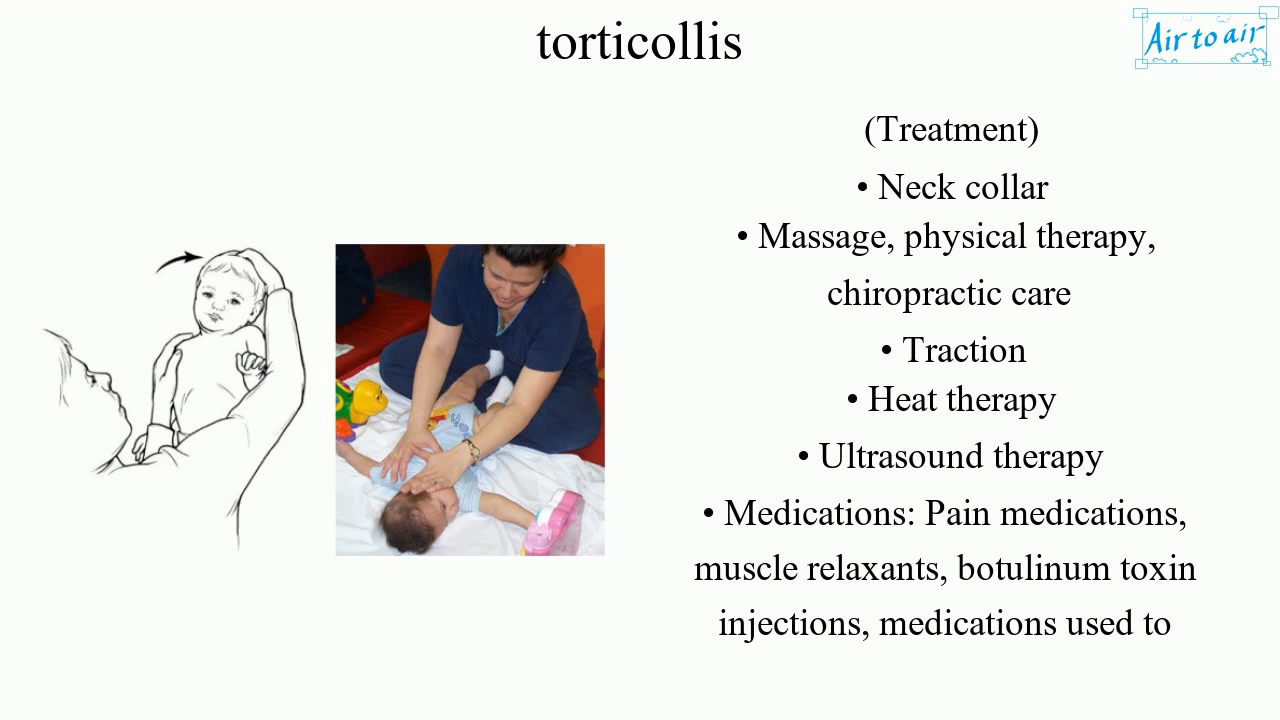 torticollis
Air to air
(Treatment)
• Neck collar
• Massage, physical therapy,
chiropractic care
• Traction
• Heat therapy
• Ultrasound therapy
• Medications: Pain medications,
muscle relaxants, botulinum toxin
injections, medications used to